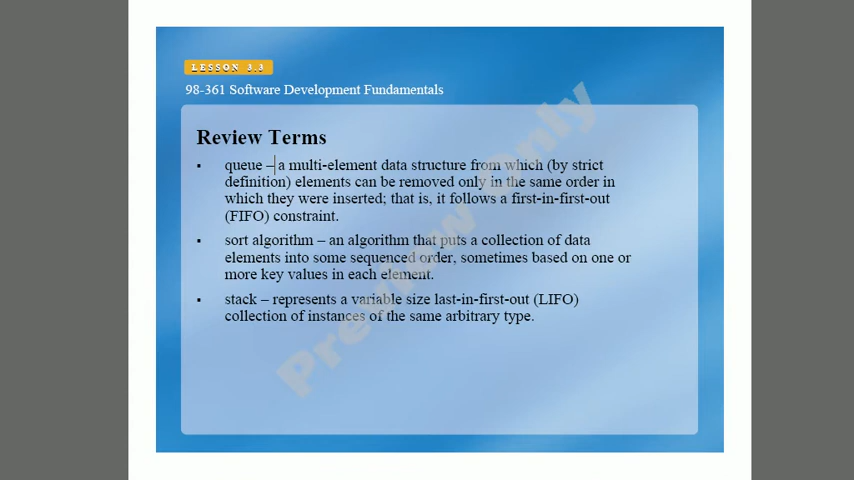 LESSON 3.3
98-361 Software Development Fundamentals
Review Terms
▪ queue – a multi-element data structure from which (by strict
definition) elements can be removed only in the same order in
which they were inserted; that is, it follows a first-in-first-out
(FIFO) constraint.
▪ sort algorithm – an algorithm that puts a collection of data
elements into some sequenced order, sometimes based on one or
more key values in each element.
▪ stack – represents a variable size last-in-first-out (LIFO)
collection of instances of the same arbitrary type.
Preview Only